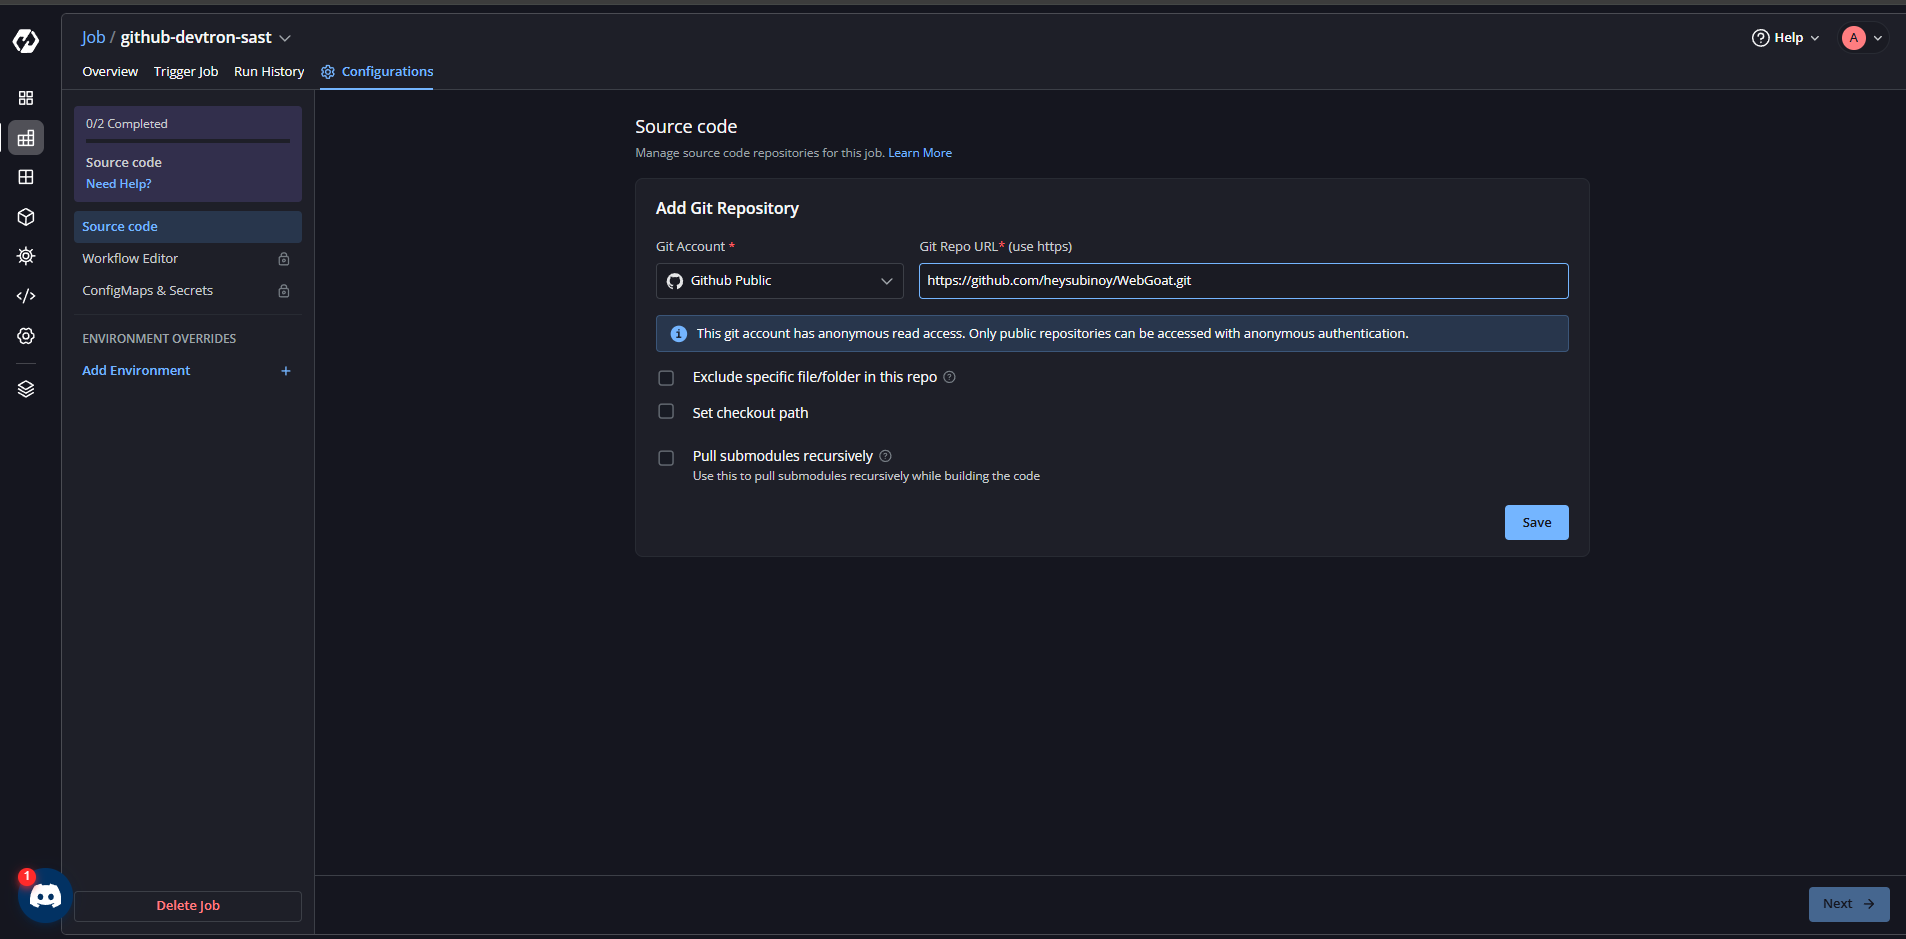 Job / github-devtron-sast
Help
A
Overview Trigger Job Run History Configurations
0/2 Completed
Source code
Need Help?
Source code
Workflow Editor
ConfigMaps & Secrets
ENVIRONMENT OVERRIDES
Add Environment +
Source code
Manage source code repositories for this job. Learn More
Add Git Repository
Git Account * Git Repo URL* (use https)
Github Public https://github.com/heysubinoy/WebGoat.git
This git account has anonymous read access. Only public repositories can be accessed with anonymous authentication.
Exclude specific file/folder in this repo
Set checkout path
Pull submodules recursively
Use this to pull submodules recursively while building the code
Save
1
Delete Job
Next